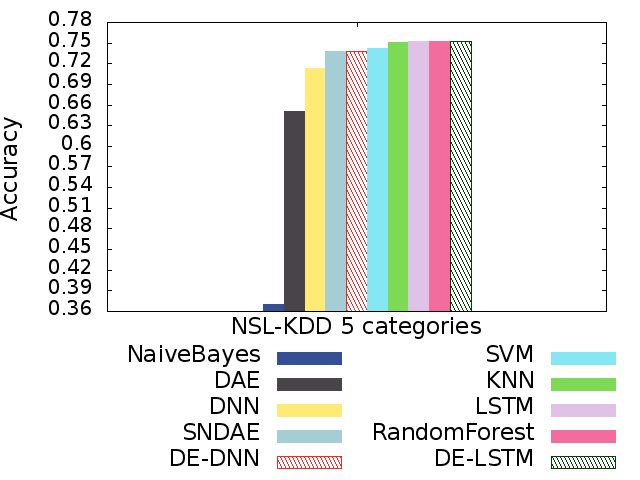 0.78
0.75
0.72
0.69
0.66
0.63
0.6
0.57
0.54
0.51
0.48
0.45
0.42
0.39
0.36
Accuracy
NSL-KDD 5 categories
NaiveBayes
DAE
DNN
SNDAE
DE-DNN
SVM
KNN
LSTM
RandomForest
DE-LSTM